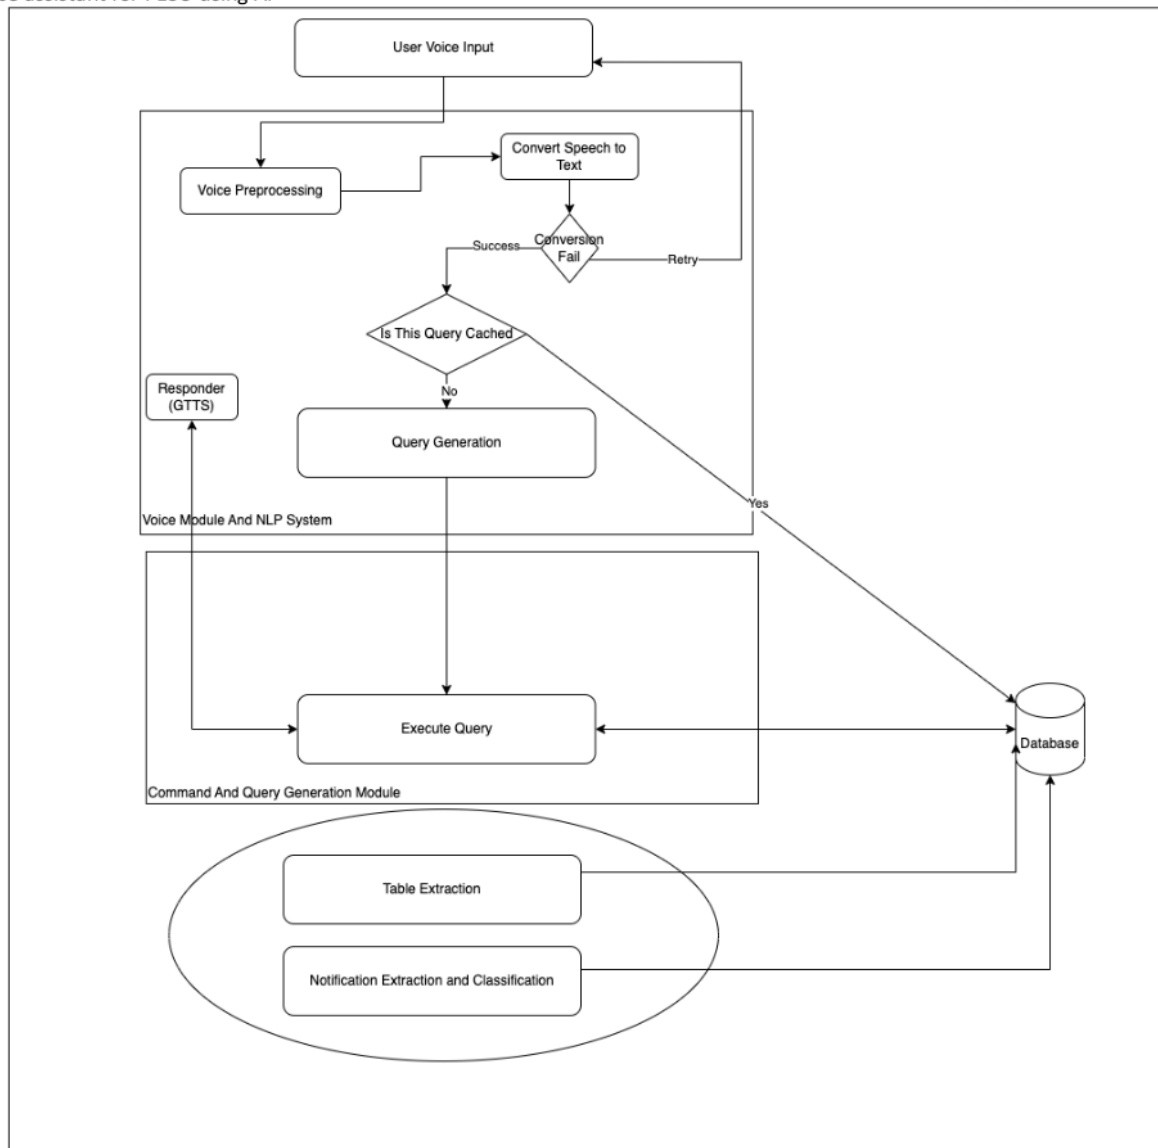 User Voice Input
Convert Speech to
Text
Voice Preprocessing
Conversion
Fail
Success
Retry
Is This Query Cached
No
Responder
(GTTS)
Query Generation
Yes
Voice Module And NLP System
Execute Query
Database
Command And Query Generation Module
Table Extraction
Notification Extraction and Classification